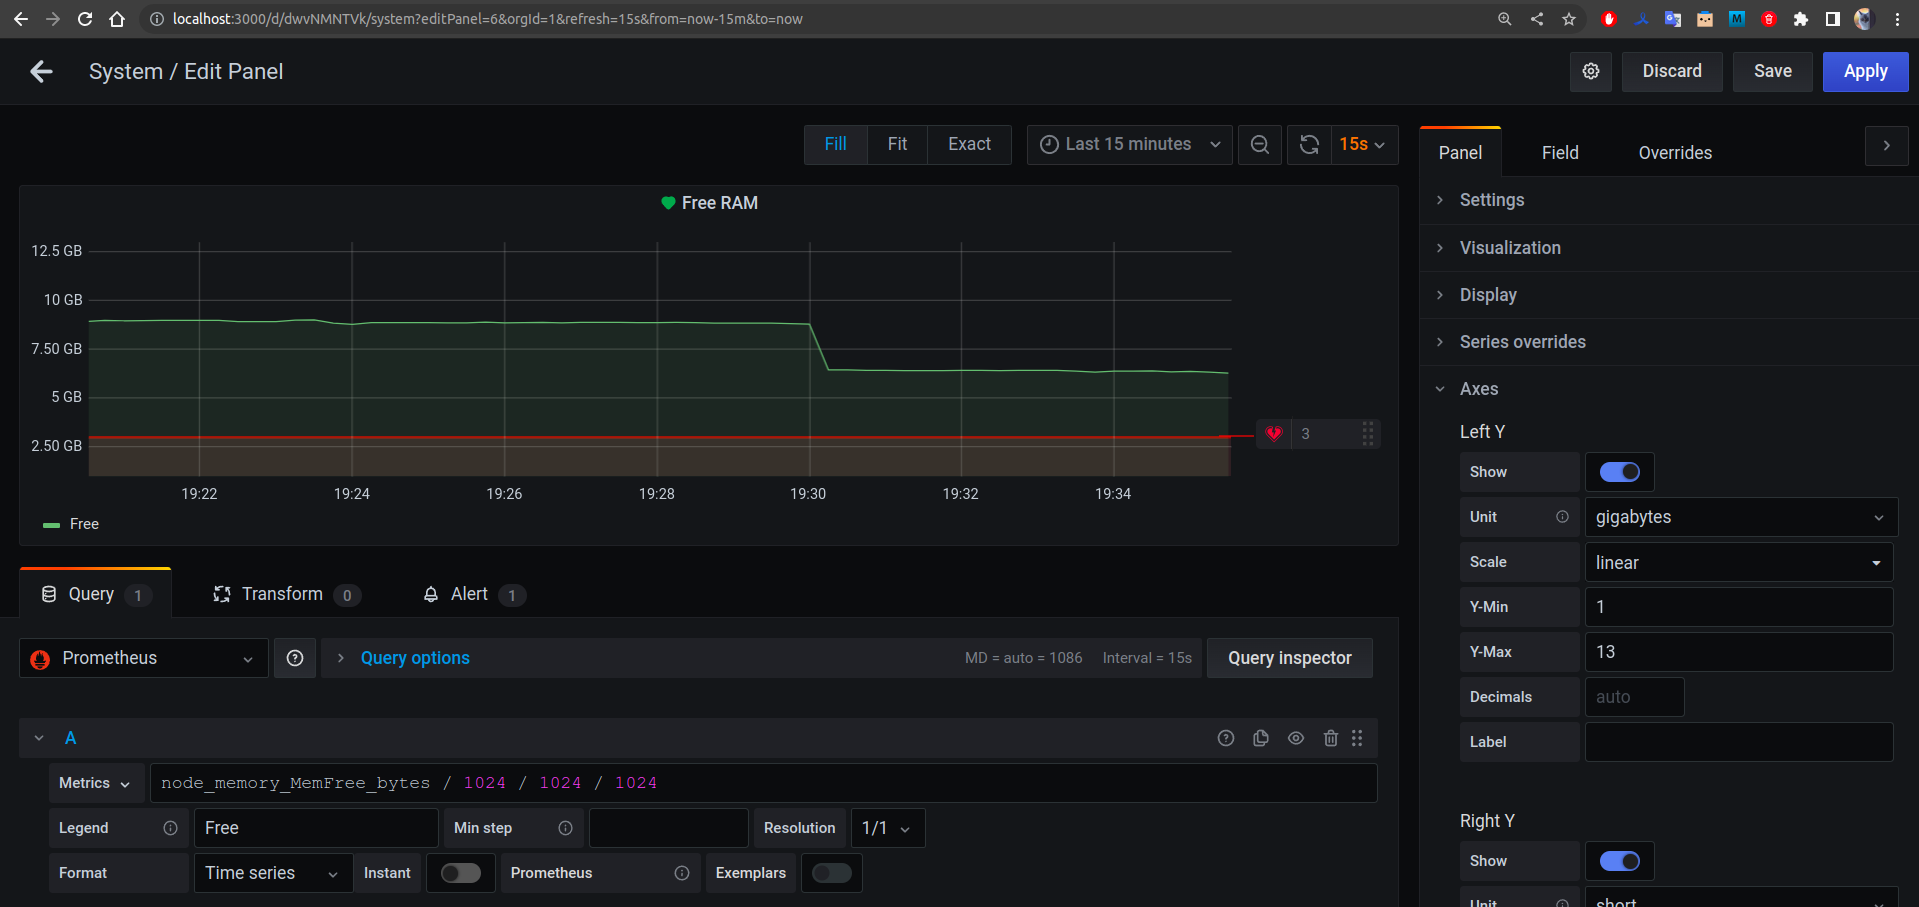 localhost:3000/d/dwvNMNTVk/system?editPanel=6&orgId=1&refresh=15s&from=now-15m&to=now
System / Edit Panel
Discard
Save
Apply
Fill
Fit
Exact
Last 15 minutes
15s
Panel
Field
Overrides
Free RAM
12.5 GB
10 GB
7.50 GB
5 GB
2.50 GB
3
19:22
19:24
19:26
19:28
19:30
19:32
19:34
Free
Query 1
Transform 0
Alert 1
Prometheus
Query options
MD = auto = 1086
Interval = 15s
Query inspector
A
Metrics
node_memory_MemFree_bytes / 1024 / 1024 / 1024
Legend
Free
Min step
Resolution
1/1
Format
Time series
Instant
Prometheus
Exemplars
Settings
Visualization
Display
Series overrides
Axes
Left Y
Show
Unit
gigabytes
Scale
linear
Y-Min
1
Y-Max
13
Decimals
auto
Label
Right Y
Show
Unit
short